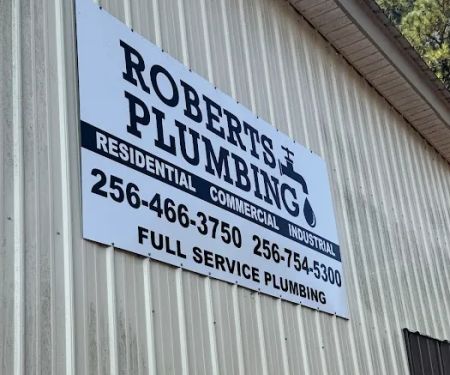 ROBERTS
PLUMBING
RESIDENTIAL COMMERCIAL INDUSTRIAL
256-466-3750 256-754-5300
FULL SERVICE PLUMBING